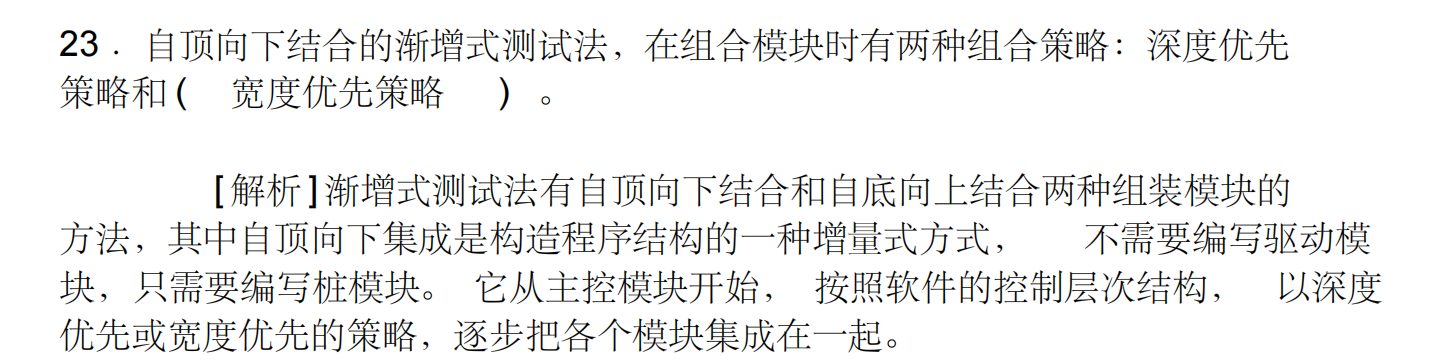 23．自顶向下结合的渐增式测试法，在组合模块时有两种组合策略：深度优先
策略和( 宽度优先策略 ) 。
[解析]渐增式测试法有自顶向下结合和自底向上结合两种组装模块的
方法，其中自顶向下集成是构造程序结构的一种增量式方式， 不需要编写驱动模
块，只需要编写桩模块。 它从主控模块开始， 按照软件的控制层次结构， 以深度
优先或宽度优先的策略，逐步把各个模块集成在一起。